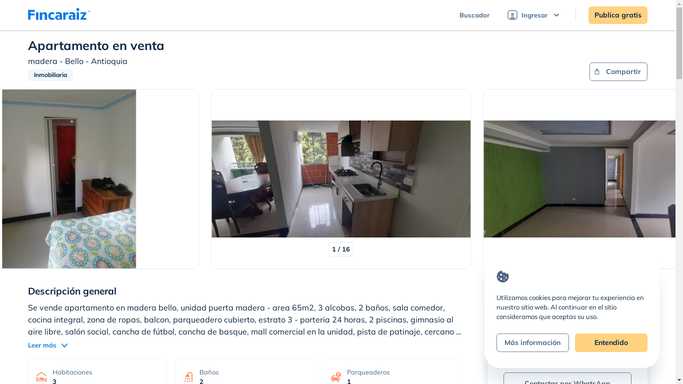 Fincaraiz
Buscador
Ingresar
Publica gratis
Apartamento en venta
madera - Bello - Antioquia
Inmobiliaria
Compartir
1 / 16
Descripción general
Se vende apartamento en madera bello, unidad puerta madera - area 65m2, 3 alcobas, 2 baños, sala comedor,
cocina integral, zona de ropas, balcon, parqueadero cubierto, estrato 3 - parteria 24 horas, 2 piscinas, gimnasio al
aire libre, salón social, cancha de fútbol, cancha de basque, mall comercial en la unidad, pista de patinaje, cercano ...
Leer más
Habitaciones
3
Baños
2
Parqueaderos
1
Utilizamos cookies para mejorar tu experiencia en
nuestro sitio web. Al continuar en el sitio
consideramos que aceptas su uso.
Más información
Entendido
Contactar por WhatsApp